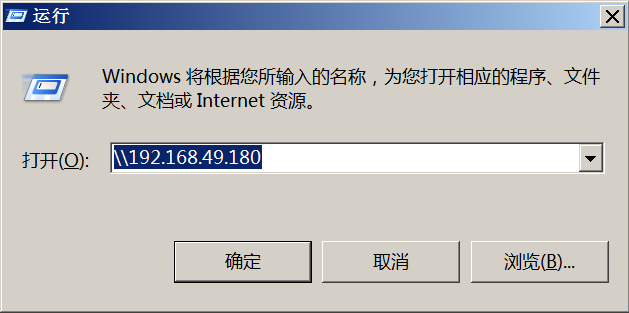 运行
Windows 将根据您所输入的名称，为您打开相应的程序、文件
夹、文档或 Internet 资源。
打开(O): \\192.168.49.180
确定 取消 浏览(B)...